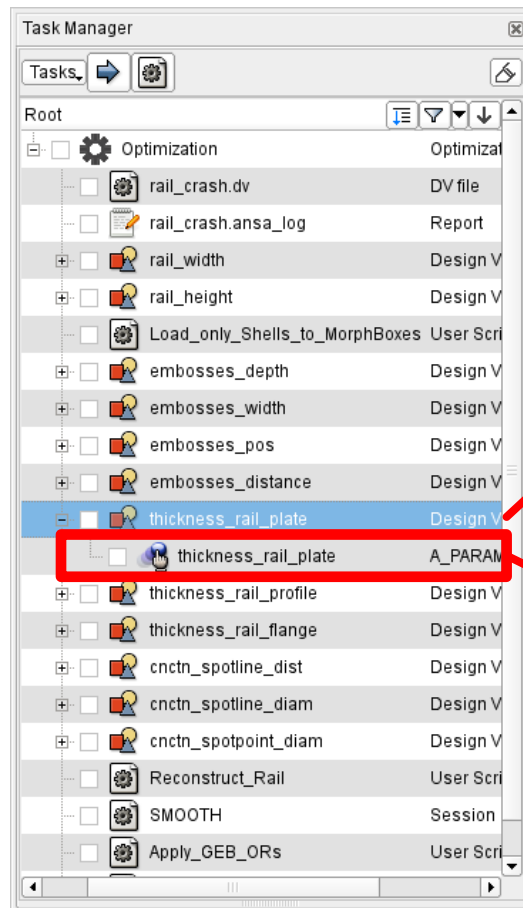 Task Manager
Tasks
Root
Optimization Optimizat
rail_crash.dv DV file
rail_crash.ansa_log Report
rail_width Design V
rail_height Design V
Load_only_Shells_to_MorphBoxes User Scri
embosses_depth Design V
embosses_width Design V
embosses_pos Design V
embosses_distance Design V
thickness_rail_plate Design V
thickness_rail_plate A_PARAM
thickness_rail_profile Design V
thickness_rail_flange Design V
cnctn_spotline_dist Design V
cnctn_spotline_diam Design V
cnctn_spotpoint_diam Design V
Reconstruct_Rail User Scri
SMOOTH Session
Apply_GEB_ORs User Scri